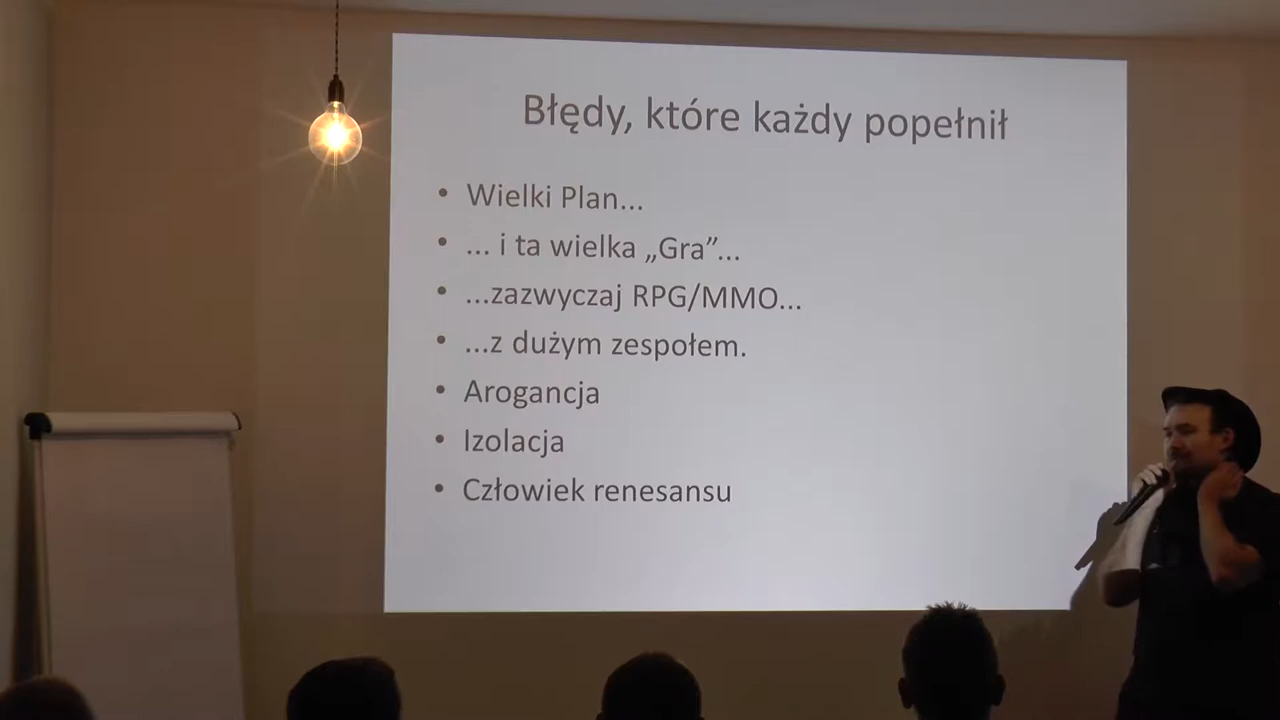 Błędy, które każdy popełnił
• Wielki Plan...
• ... i ta wielka „Gra”...
• ...zazwyczaj RPG/MMO...
• ...z dużym zespołem.
• Arogancja
• Izolacja
• Człowiek renesansu